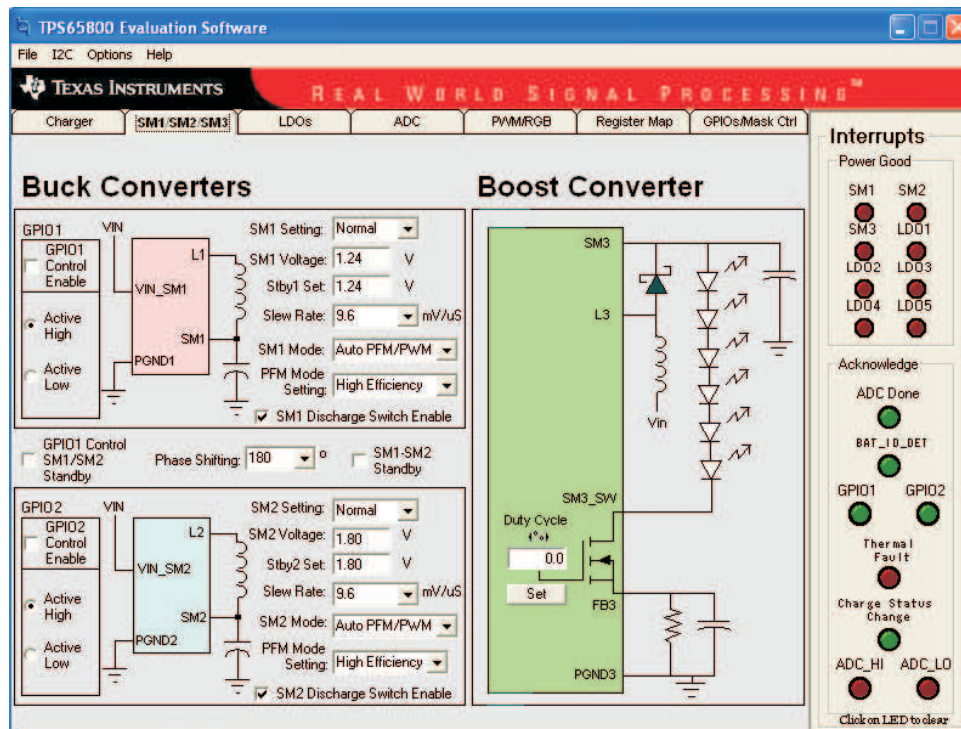 TPS65800 Evaluation Software
File I2C Options Help
TEXAS INSTRUMENTS
REAL WORLD SIGNAL PROCESSING™
Charger
SM1/SM2/SM3
LDOs
ADC
PWM/RGB
Register Map
GPIOs/Mask Ctrl
Buck Converters
GPIO1
GPIO1
Control
Enable
Active
High
Active
Low
VIN
L1
VIN_SM1
SM1
PGND1
SM1 Setting: Normal
SM1 Voltage: 1.24 V
Stby1 Set: 1.24 V
Slew Rate: 9.6 mV/uS
SM1 Mode: Auto PFM/PWM
PFM Mode
Setting: High Efficiency
SM1 Discharge Switch Enable
GPIO1 Control
SM1/SM2
Standby
Phase Shifting: 180 °
SM1-SM2
Standby
GPIO2
GPIO2
Control
Enable
Active
High
Active
Low
VIN
L2
VIN_SM2
SM2
PGND2
SM2 Setting: Normal
SM2 Voltage: 1.80 V
Stby2 Set: 1.80 V
Slew Rate: 9.6 mV/uS
SM2 Mode: Auto PFM/PWM
PFM Mode
Setting: High Efficiency
SM2 Discharge Switch Enable
Boost Converter
SM3
L3
Vin
SM3_SW
Duty Cycle
(%)
0.0
Set
FB3
PGND3
Interrupts
Power Good
SM1 SM2
SM3 LDO1
LDO2 LDO3
LDO4 LDO5
Acknowledge
ADC Done
BAT_ID_DET
GPIO1 GPIO2
Thermal
Fault
Charge Status
Change
ADC_HI ADC_LO
Click on LED to clear